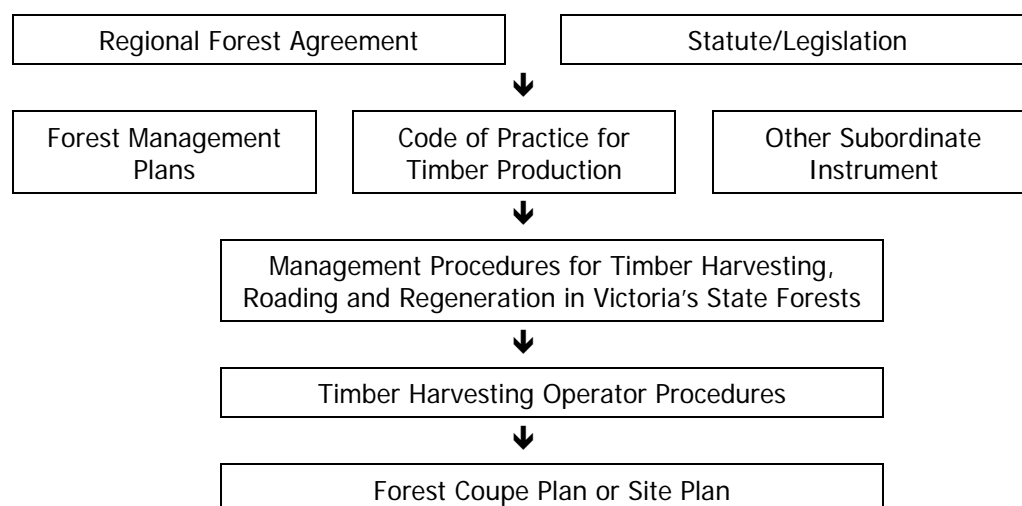 Regional Forest Agreement
Statute/Legislation
Forest Management
Plans
Code of Practice for
Timber Production
Other Subordinate
Instrument
Management Procedures for Timber Harvesting,
Roading and Regeneration in Victoria's State Forests
Timber Harvesting Operator Procedures
Forest Coupe Plan or Site Plan